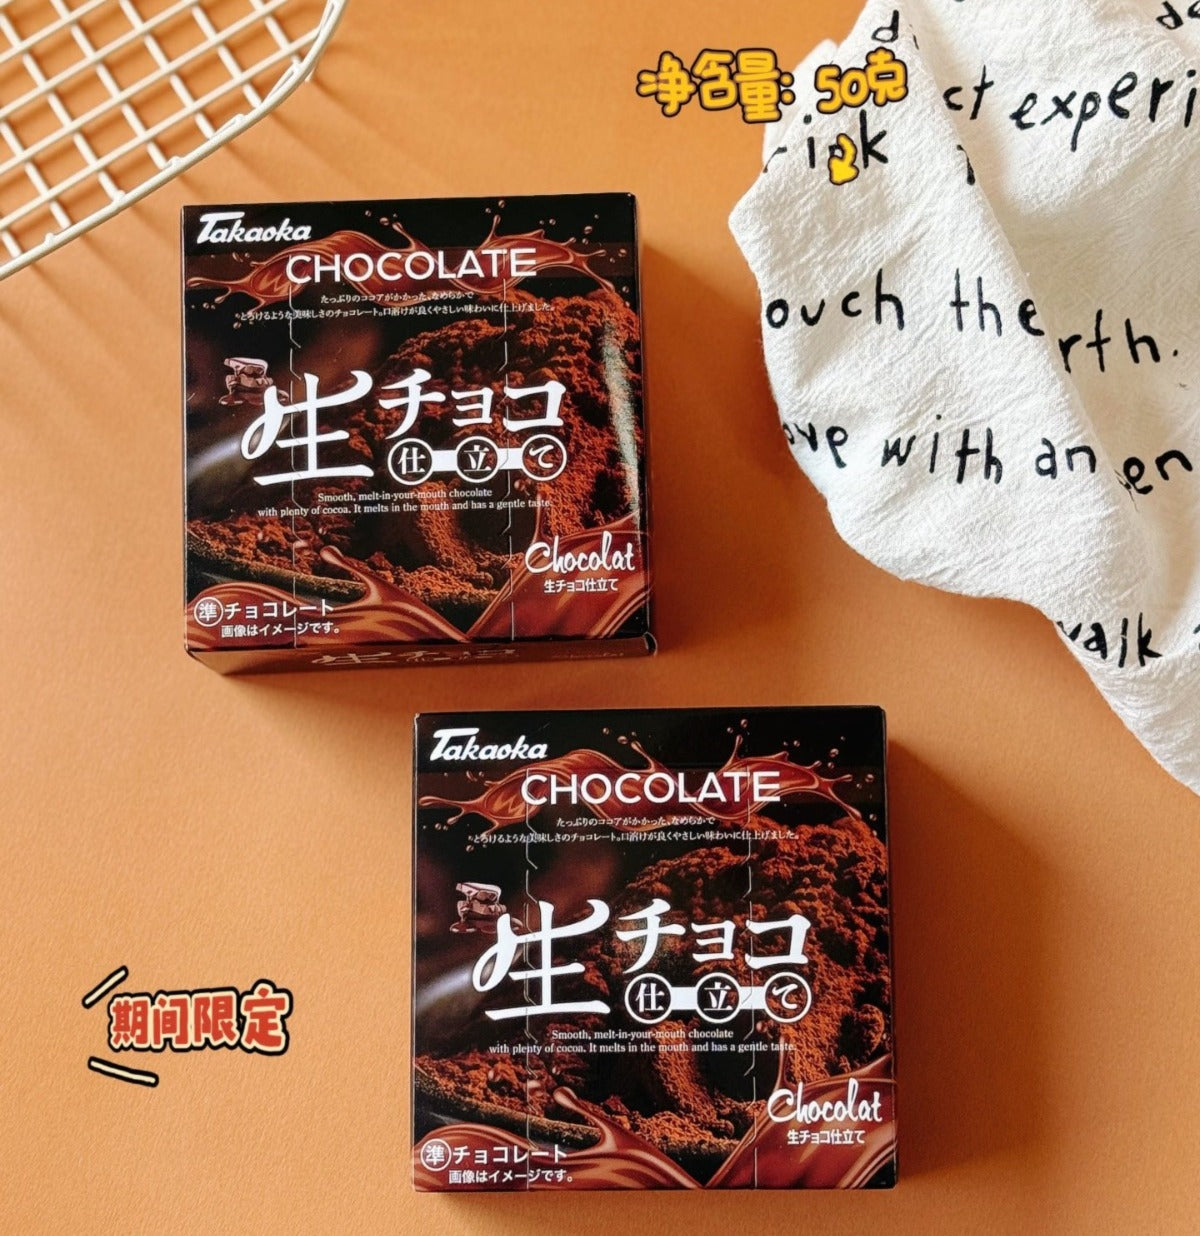 净含量: 50克
ct experi
rink
ouch the
rth.
ove with an en
walk
Takaoka
CHOCOLATE
たっぷりのココアがかかった、なめらかで
とろけるような美味しさのチョコレート。口溶けが良くやさしい味わいに仕上げました。
生チョコ
仕立て
Smooth, melt-in-your-mouth chocolate
with plenty of cocoa. It melts in the mouth and has a gentle taste.
Chocolat
生チョコ仕立て
準チョコレート
画像はイメージです。
Takaoka
CHOCOLATE
たっぷりのココアがかかった、なめらかで
とろけるような美味しさのチョコレート。口溶けが良くやさしい味わいに仕上げました。
生チョコ
仕立て
Smooth, melt-in-your-mouth chocolate
with plenty of cocoa. It melts in the mouth and has a gentle taste.
Chocolat
生チョコ仕立て
準チョコレート
画像はイメージです。
期间限定